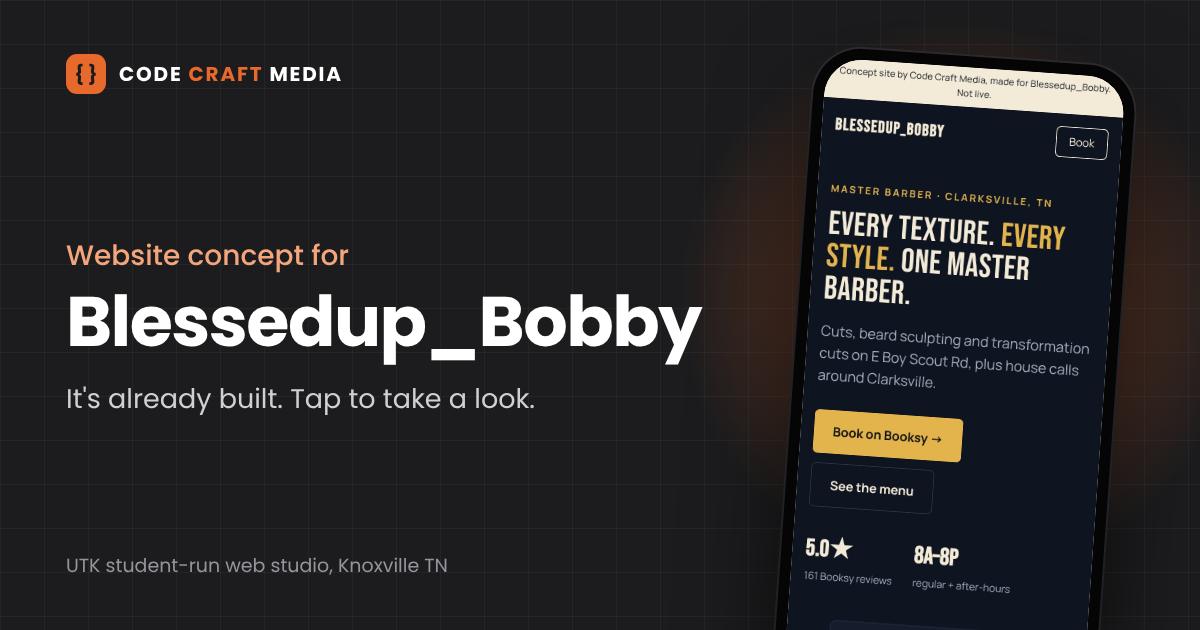 { } CODE CRAFT MEDIA
Website concept for
Blessedup_Bobby
It's already built. Tap to take a look.
UTK student-run web studio, Knoxville TN
Concept site by Code Craft Media, made for Blessedup_Bobby.
Not live.
BLESSEDUP_BOBBY
Book
MASTER BARBER · CLARKSVILLE, TN
EVERY TEXTURE. EVERY
STYLE. ONE MASTER
BARBER.
Cuts, beard sculpting and transformation
cuts on E Boy Scout Rd, plus house calls
around Clarksville.
Book on Booksy →
See the menu
5.0★
161 Booksy reviews
8A–8P
regular + after-hours